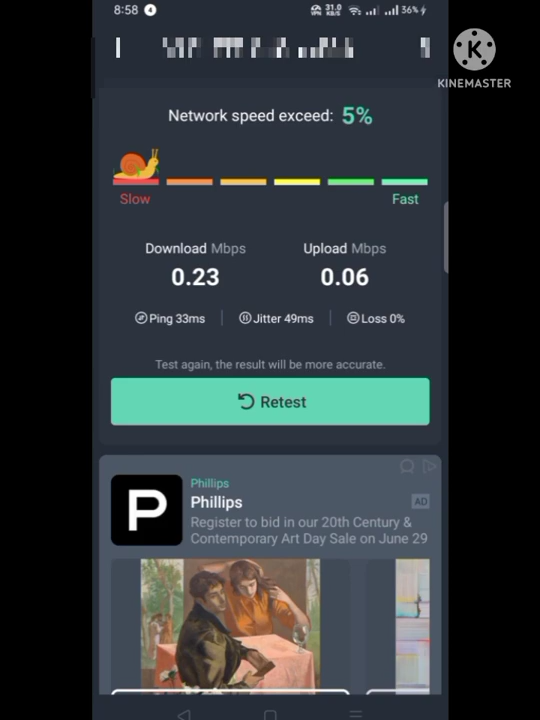 8:58 4 VPN 31.0 KB/S 36%
K
KINEMASTER
Network speed exceed: 5%
Slow Fast
Download Mbps Upload Mbps
0.23 0.06
Ping 33ms Jitter 49ms Loss 0%
Test again, the result will be more accurate.
Retest
Phillips
P Phillips AD
Register to bid in our 20th Century &
Contemporary Art Day Sale on June 29